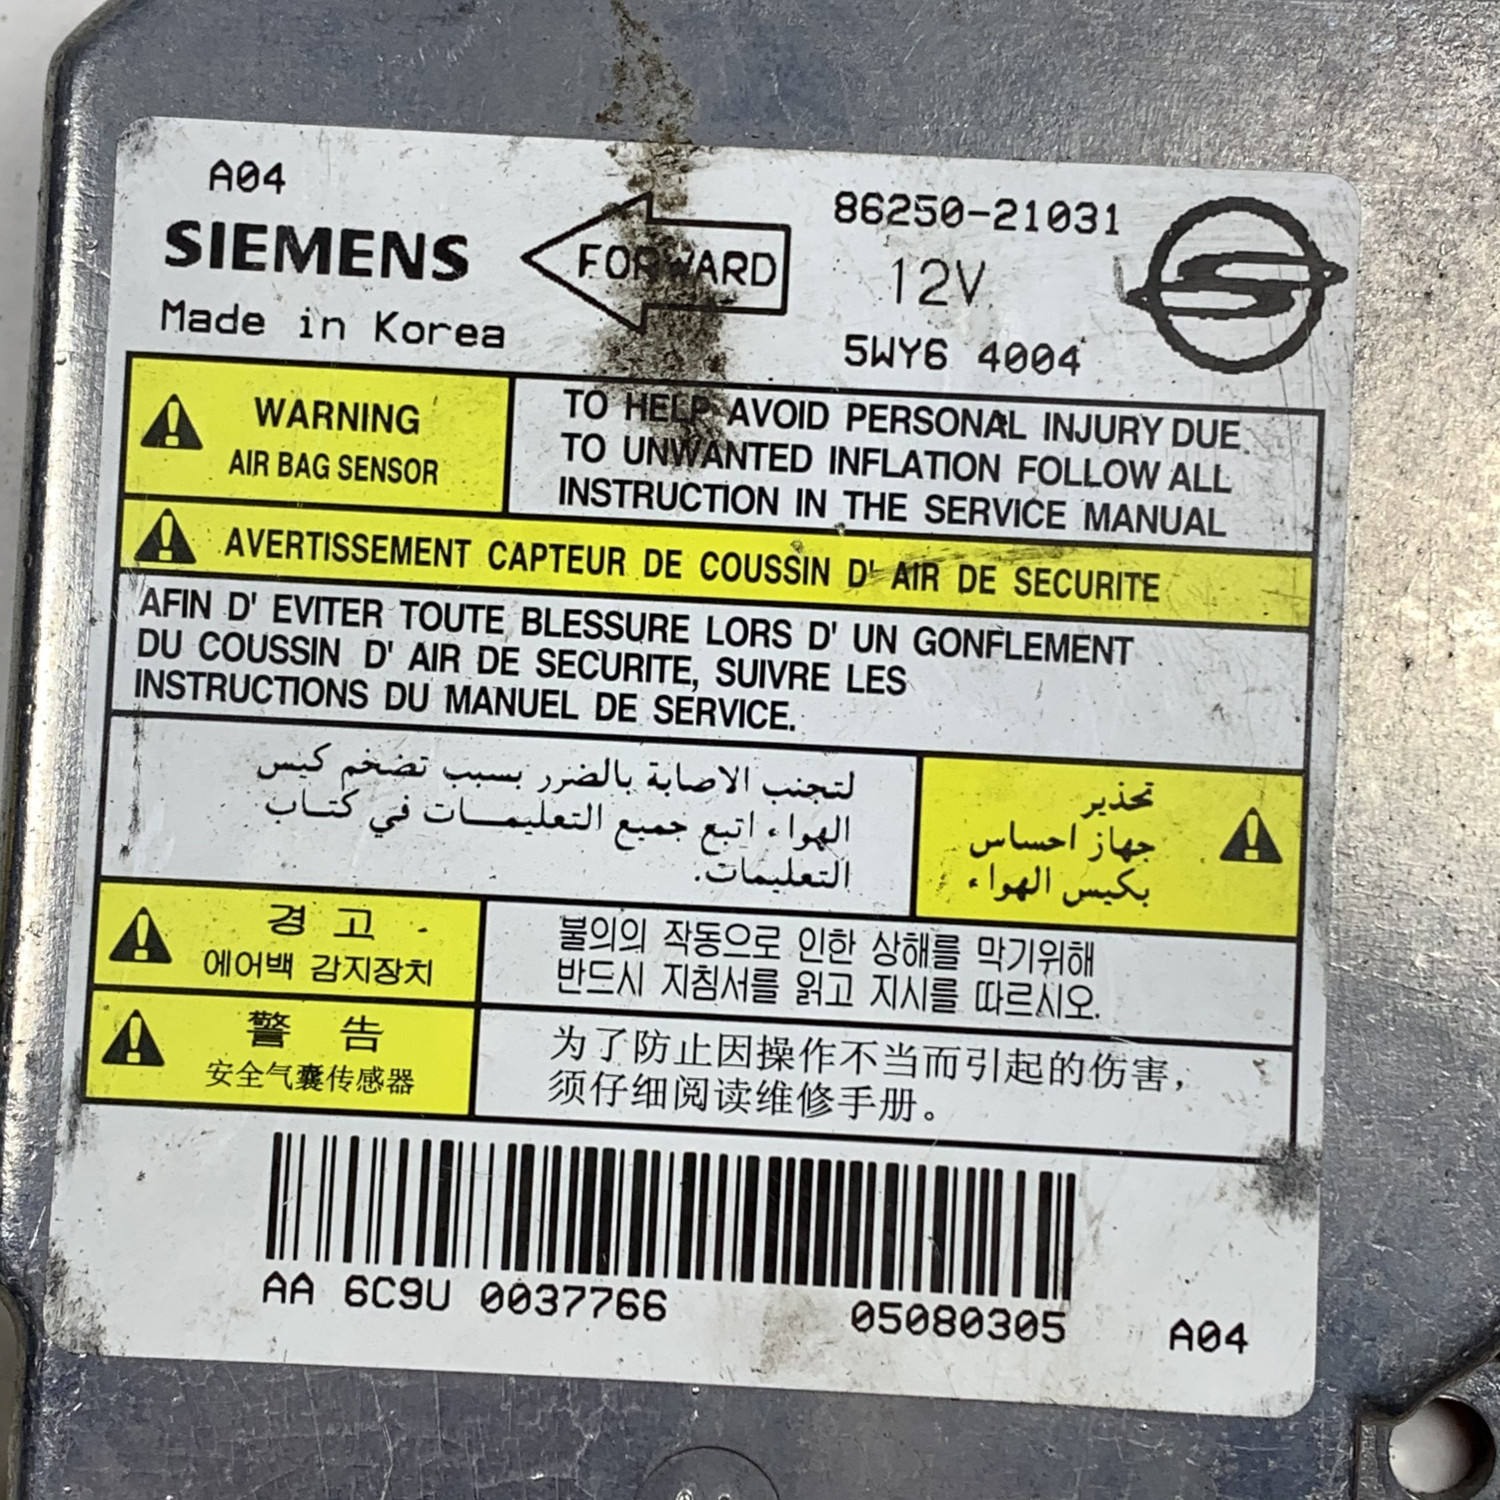 A04
SIEMENS
Made in Korea
FORWARD
86250-21031
12V
5WY6 4004
WARNING
AIR BAG SENSOR
TO HELP AVOID PERSONAL INJURY DUE
TO UNWANTED INFLATION FOLLOW ALL
INSTRUCTION IN THE SERVICE MANUAL
AVERTISSEMENT CAPTEUR DE COUSSIN D' AIR DE SECURITE
AFIN D' EVITER TOUTE BLESSURE LORS D' UN GONFLEMENT
DU COUSSIN D' AIR DE SECURITE, SUIVRE LES
INSTRUCTIONS DU MANUEL DE SERVICE.
تحذير
جهاز احساس
بكيس الهواء
لتجنب الاصابة بالضرر بسبب تضخم كيس
الهواء اتبع جميع التعليمــات في كتــاب
التعليمات.
경 고
에어백 감지장치
불의의 작동으로 인한 상해를 막기위해
반드시 지침서를 읽고 지시를 따르시오.
警 告
安全气囊传感器
为了防止因操作不当而引起的伤害，
须仔细阅读维修手册。
AA 6C9U 0037766
05080305
A04